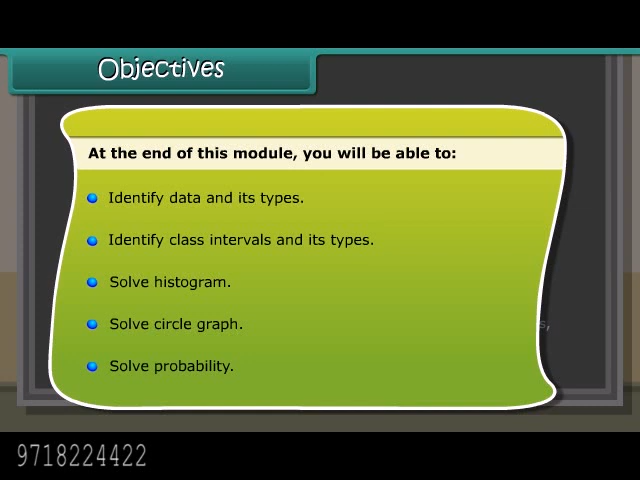 Objectives
At the end of this module, you will be able to:
Identify data and its types.
Identify class intervals and its types.
Solve histogram.
Solve circle graph.
Solve probability.
9718224422